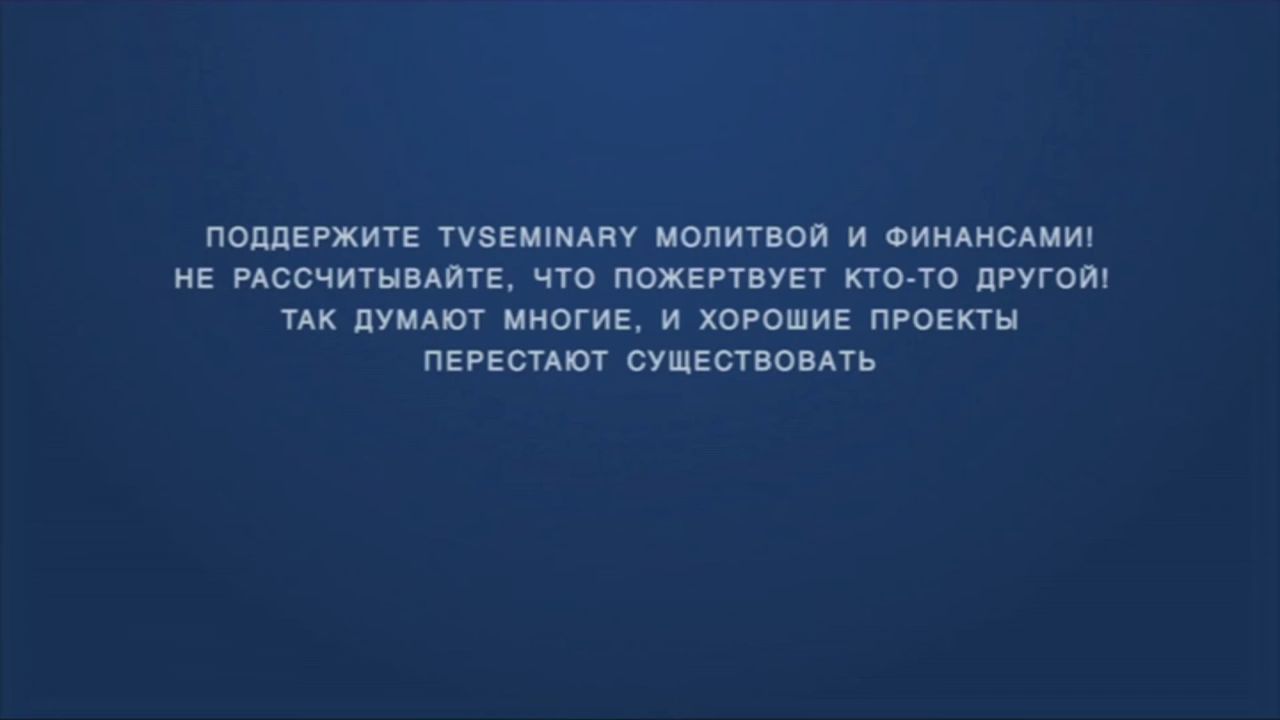 ПОДДЕРЖИТЕ TVSEMINARY МОЛИТВОЙ И ФИНАНСАМИ!
НЕ РАССЧИТЫВАЙТЕ, ЧТО ПОЖЕРТВУЕТ КТО-ТО ДРУГОЙ!
ТАК ДУМАЮТ МНОГИЕ, И ХОРОШИЕ ПРОЕКТЫ
ПЕРЕСТАЮТ СУЩЕСТВОВАТЬ